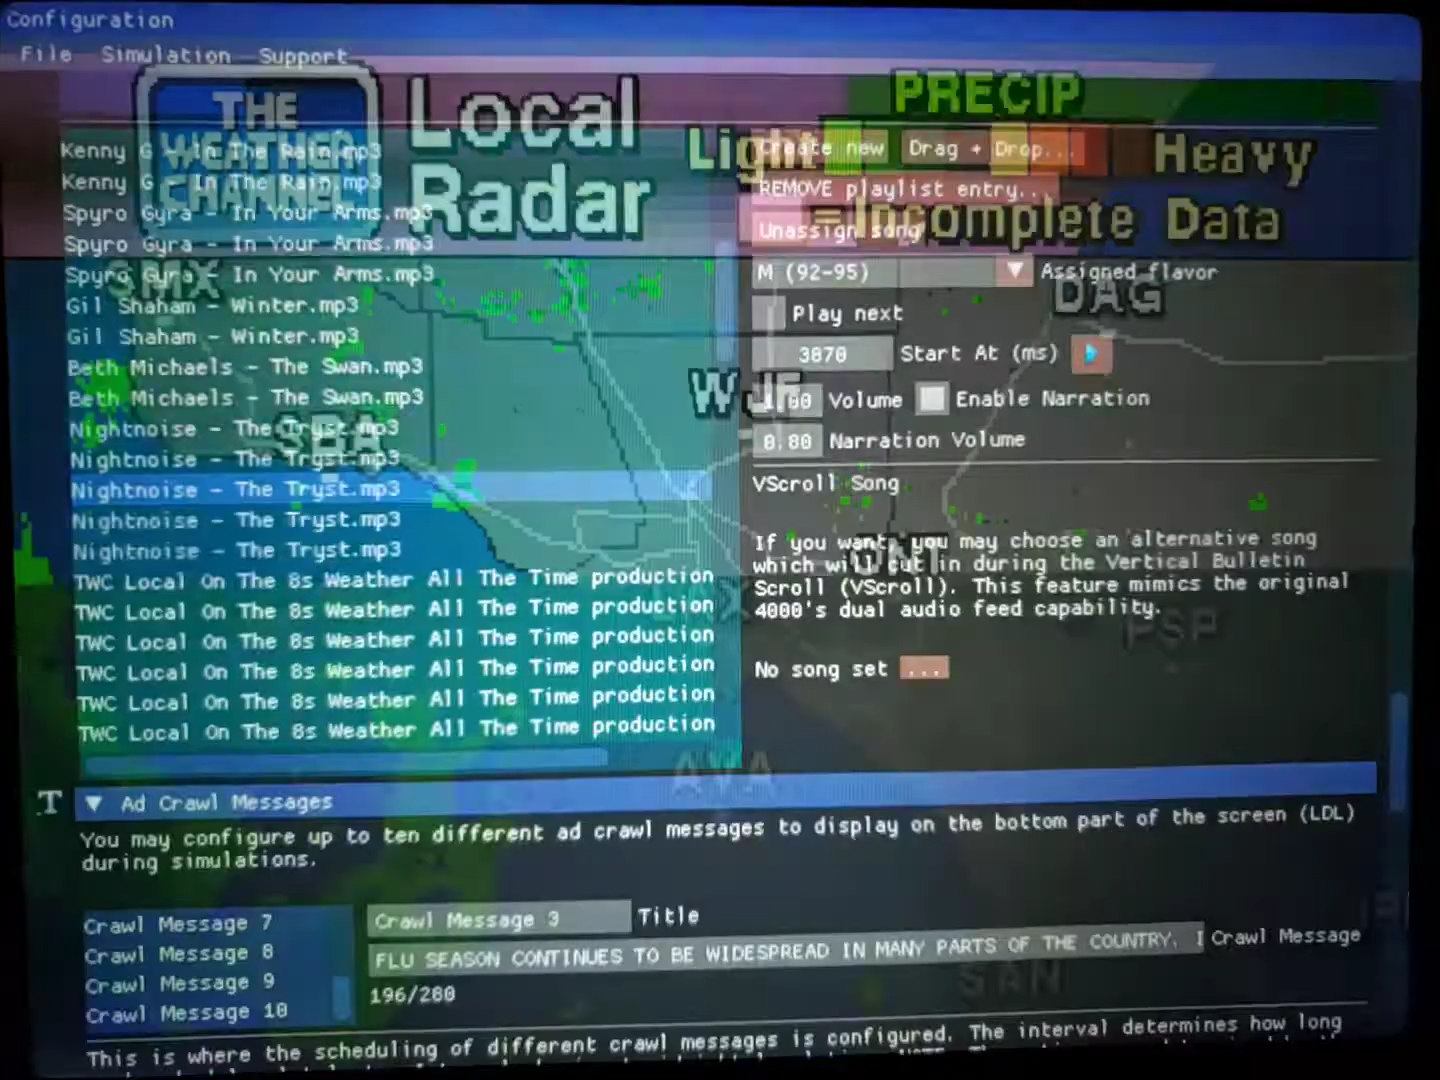 Configuration
File Simulation Support
THE WEATHER CHANNEL
Local Radar
PRECIP
Light Heavy
=Incomplete Data
Kenny G - In The Rain.mp3
Kenny G - In The Rain.mp3
Spyro Gyra - In Your Arms.mp3
Spyro Gyra - In Your Arms.mp3
Spyro Gyra - In Your Arms.mp3
Gil Shaham - Winter.mp3
Gil Shaham - Winter.mp3
Beth Michaels - The Swan.mp3
Beth Michaels - The Swan.mp3
Nightnoise - The Tryst.mp3
Nightnoise - The Tryst.mp3
Nightnoise - The Tryst.mp3
Nightnoise - The Tryst.mp3
Nightnoise - The Tryst.mp3
TWC Local On The 8s Weather All The Time production
TWC Local On The 8s Weather All The Time production
TWC Local On The 8s Weather All The Time production
TWC Local On The 8s Weather All The Time production
TWC Local On The 8s Weather All The Time production
TWC Local On The 8s Weather All The Time production
Create new Drag + Drop...
REMOVE playlist entry...
Unassign song
M (92-95) Assigned flavor
Play next
3870 Start At (ms)
1.00 Volume Enable Narration
0.80 Narration Volume
VScroll Song
If you want, you may choose an alternative song
which will cut in during the Vertical Bulletin
Scroll (VScroll). This feature mimics the original
4000's dual audio feed capability.
No song set ...
SMX
DAG
WJF
SBA
ONT
LAX
PSP
AVA
SAN
Ad Crawl Messages
You may configure up to ten different ad crawl messages to display on the bottom part of the screen (LDL)
during simulations.
Crawl Message 7
Crawl Message 8
Crawl Message 9
Crawl Message 10
Crawl Message 3 Title
FLU SEASON CONTINUES TO BE WIDESPREAD IN MANY PARTS OF THE COUNTRY. I Crawl Message
196/280
This is where the scheduling of different crawl messages is configured. The interval determines how long